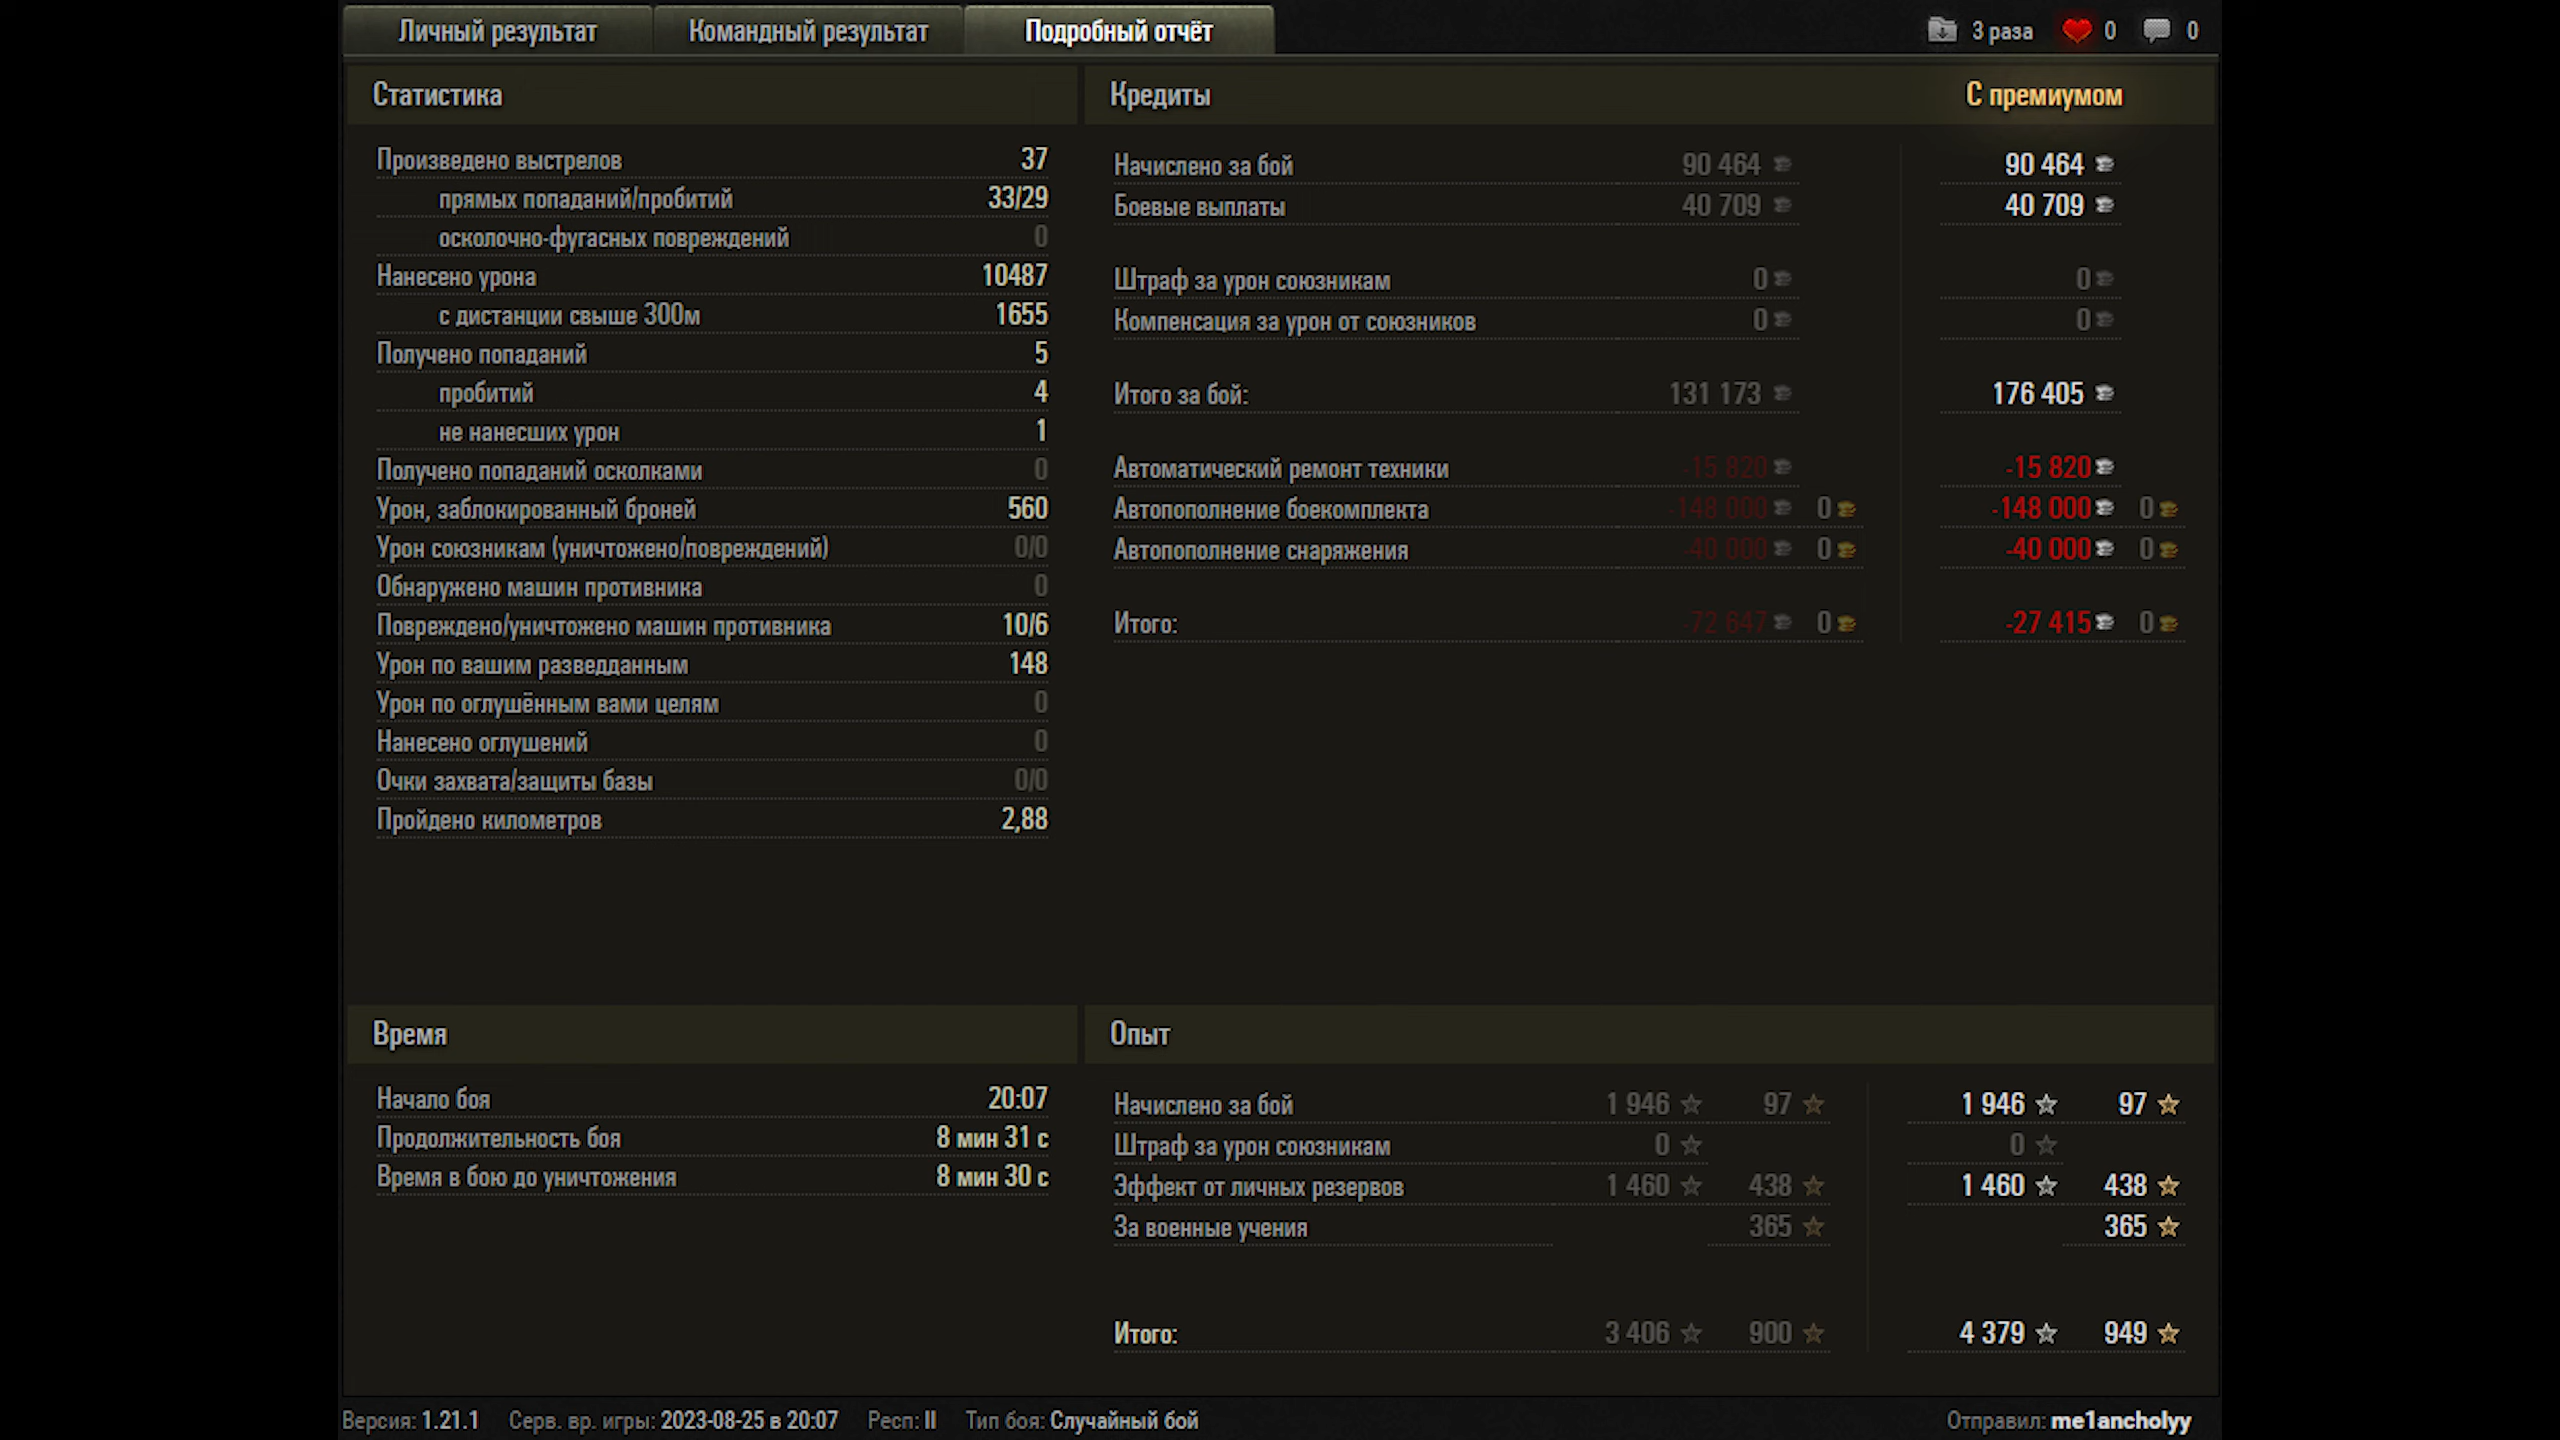 Личный результат Командный результат Подробный отчёт 3 раза 0 0
Статистика
Произведено выстрелов 37
прямых попаданий/пробитий 33/29
осколочно-фугасных повреждений 0
Нанесено урона 10487
с дистанции свыше 300м 1655
Получено попаданий 5
пробитий 4
не нанесших урон 1
Получено попаданий осколками 0
Урон, заблокированный броней 560
Урон союзникам (уничтожено/повреждений) 0/0
Обнаружено машин противника 0
Повреждено/уничтожено машин противника 10/6
Урон по вашим разведданным 148
Урон по оглушённым вами целям 0
Нанесено оглушений 0
Очки захвата/защиты базы 0/0
Пройдено километров 2,88
Кредиты С премиумом
Начислено за бой 90 464 90 464
Боевые выплаты 40 709 40 709
Штраф за урон союзникам 0 0
Компенсация за урон от союзников 0 0
Итого за бой: 131 173 176 405
Автоматический ремонт техники -15 820 -15 820
Автопополнение боекомплекта -148 000 0 -148 000 0
Автопополнение снаряжения -40 000 0 -40 000 0
Итого: -72 647 0 -27 415 0
Время
Начало боя 20:07
Продолжительность боя 8 мин 31 с
Время в бою до уничтожения 8 мин 30 с
Опыт
Начислено за бой 1 946 97 1 946 97
Штраф за урон союзникам 0 0
Эффект от личных резервов 1 460 438 1 460 438
За военные учения 365 365
Итого: 3 406 900 4 379 949
Версия: 1.21.1 Серв. вр. игры: 2023-08-25 в 20:07 Респ: II Тип боя: Случайный бой Отправил: me1ancholyy